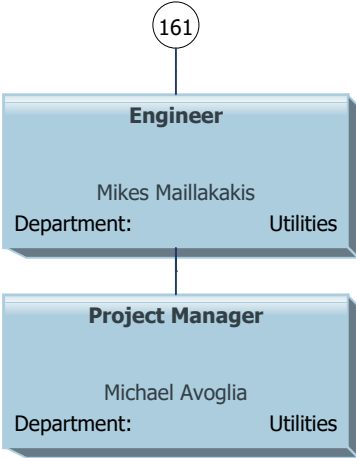 161
Engineer
Mikes Maillakakis
Department: Utilities
Project Manager
Michael Avoglia
Department: Utilities